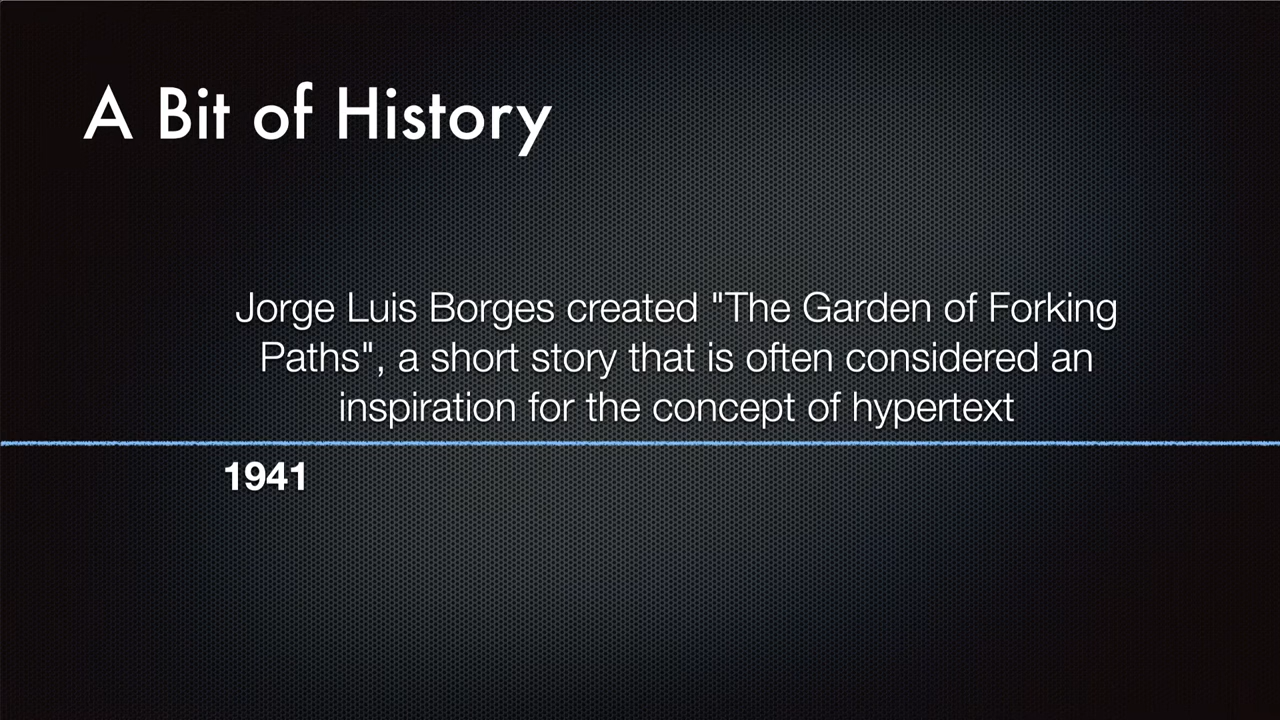 A Bit of History
Jorge Luis Borges created "The Garden of Forking
Paths", a short story that is often considered an
inspiration for the concept of hypertext
1941